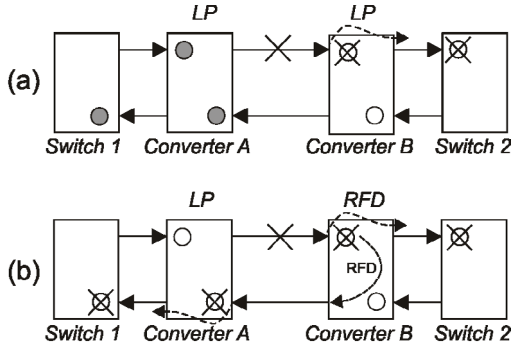 LP LP
(a)
Switch 1 Converter A Converter B Switch 2
LP RFD
(b)
RFD
Switch 1 Converter A Converter B Switch 2